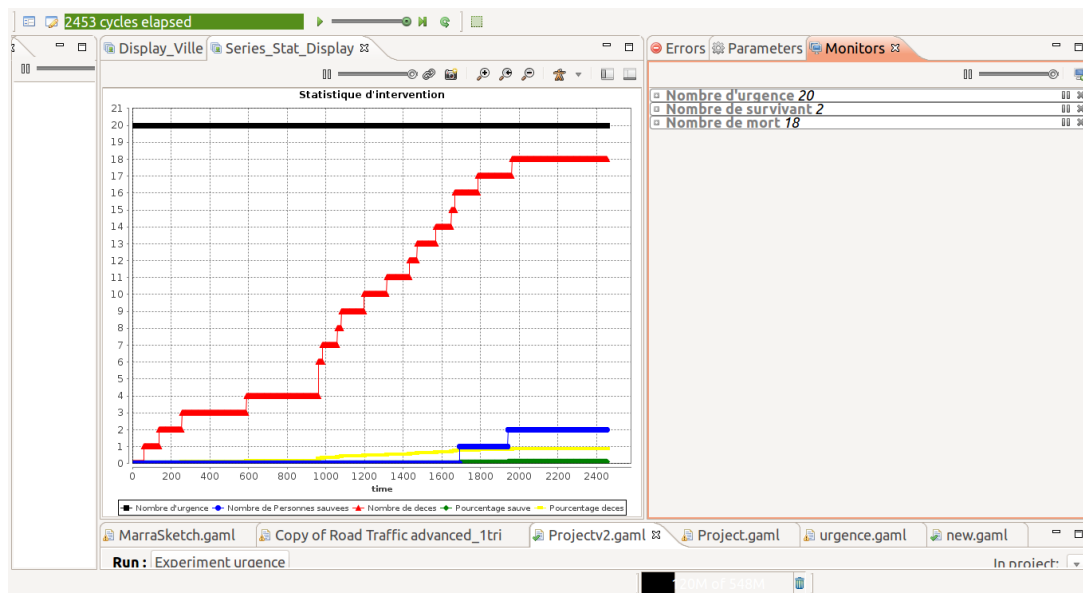 2453 cycles elapsed
Display_Ville Series_Stat_Display
Errors Parameters Monitors
Statistique d'intervention
21
20
19
18
17
16
15
14
13
12
11
10
9
8
7
6
5
4
3
2
1
0
0 200 400 600 800 1000 1200 1400 1600 1800 2000 2200 2400
time
Nombre d'urgence Nombre de Personnes sauvees Nombre de deces Pourcentage sauve Pourcentage deces
Nombre d'urgence 20
Nombre de survivant 2
Nombre de mort 18
MarraSketch.gaml Copy of Road Traffic advanced_1tri Projectv2.gaml Project.gaml urgence.gaml new.gaml
Run : Experiment urgence In project:
of 548M